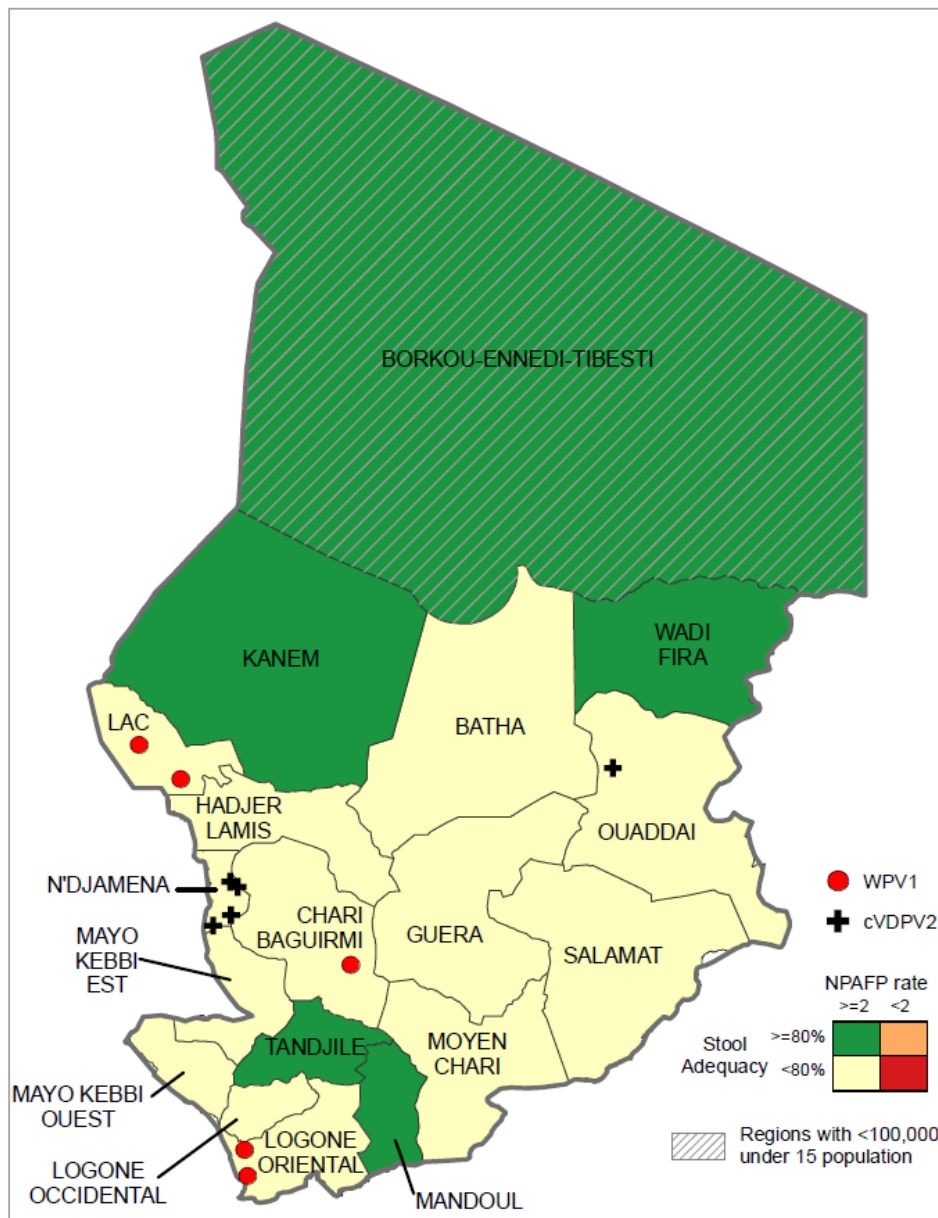 BORKOU-ENNEDI-TIBESTI
KANEM
WADI
FIRA
LAC
BATHA
HADJER
LAMIS
OUADDAI
N'DJAMENA
CHARI
BAGUIRMI
GUERA
MAYO
KEBBI
EST
SALAMAT
TANDJILE
MOYEN
CHARI
MAYO KEBBI
OUEST
LOGONE
ORIENTAL
LOGONE
OCCIDENTAL
MANDOUL
WPV1
cVDPV2
NPAFP rate
>=2 <2
Stool
Adequacy
>=80%
<80%
Regions with <100,000
under 15 population